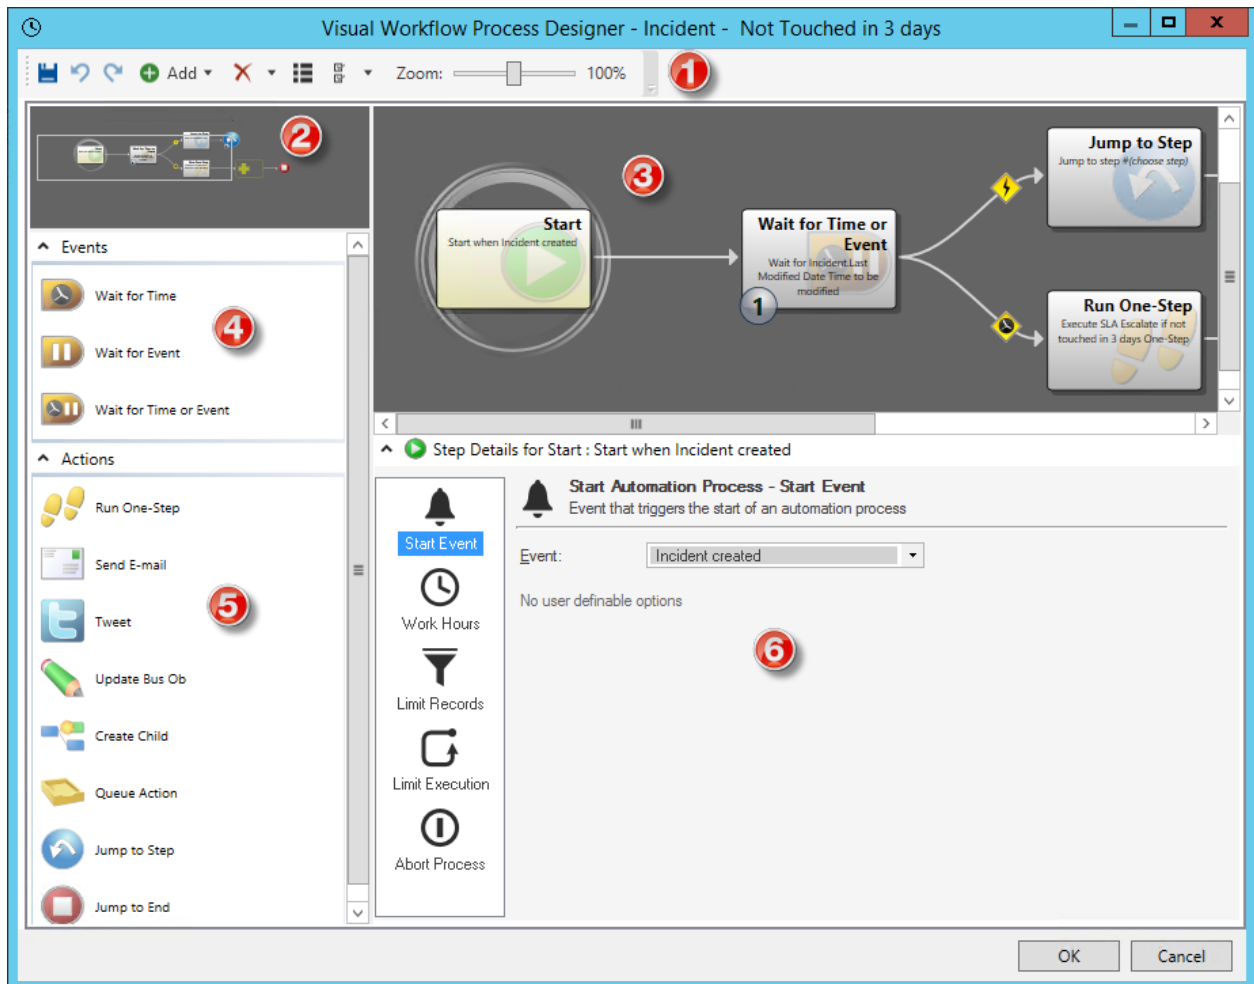 Visual Workflow Process Designer - Incident -  Not Touched in 3 days
Add
Zoom:
100%
1
2
3
Start
Start when Incident created
Wait for Time or
Event
Wait for Incident.Last
Modified Date Time to be
modified
1
Jump to Step
Jump to step #(choose step)
Run One-Step
Execute SLA Escalate if not
touched in 3 days One-Step
Events
Wait for Time
Wait for Event
Wait for Time or Event
4
Actions
Run One-Step
Send E-mail
Tweet
Update Bus Ob
Create Child
Queue Action
Jump to Step
Jump to End
5
Step Details for Start : Start when Incident created
Start Event
Work Hours
Limit Records
Limit Execution
Abort Process
Start Automation Process - Start Event
Event that triggers the start of an automation process
Event:
Incident created
No user definable options
6
OK
Cancel